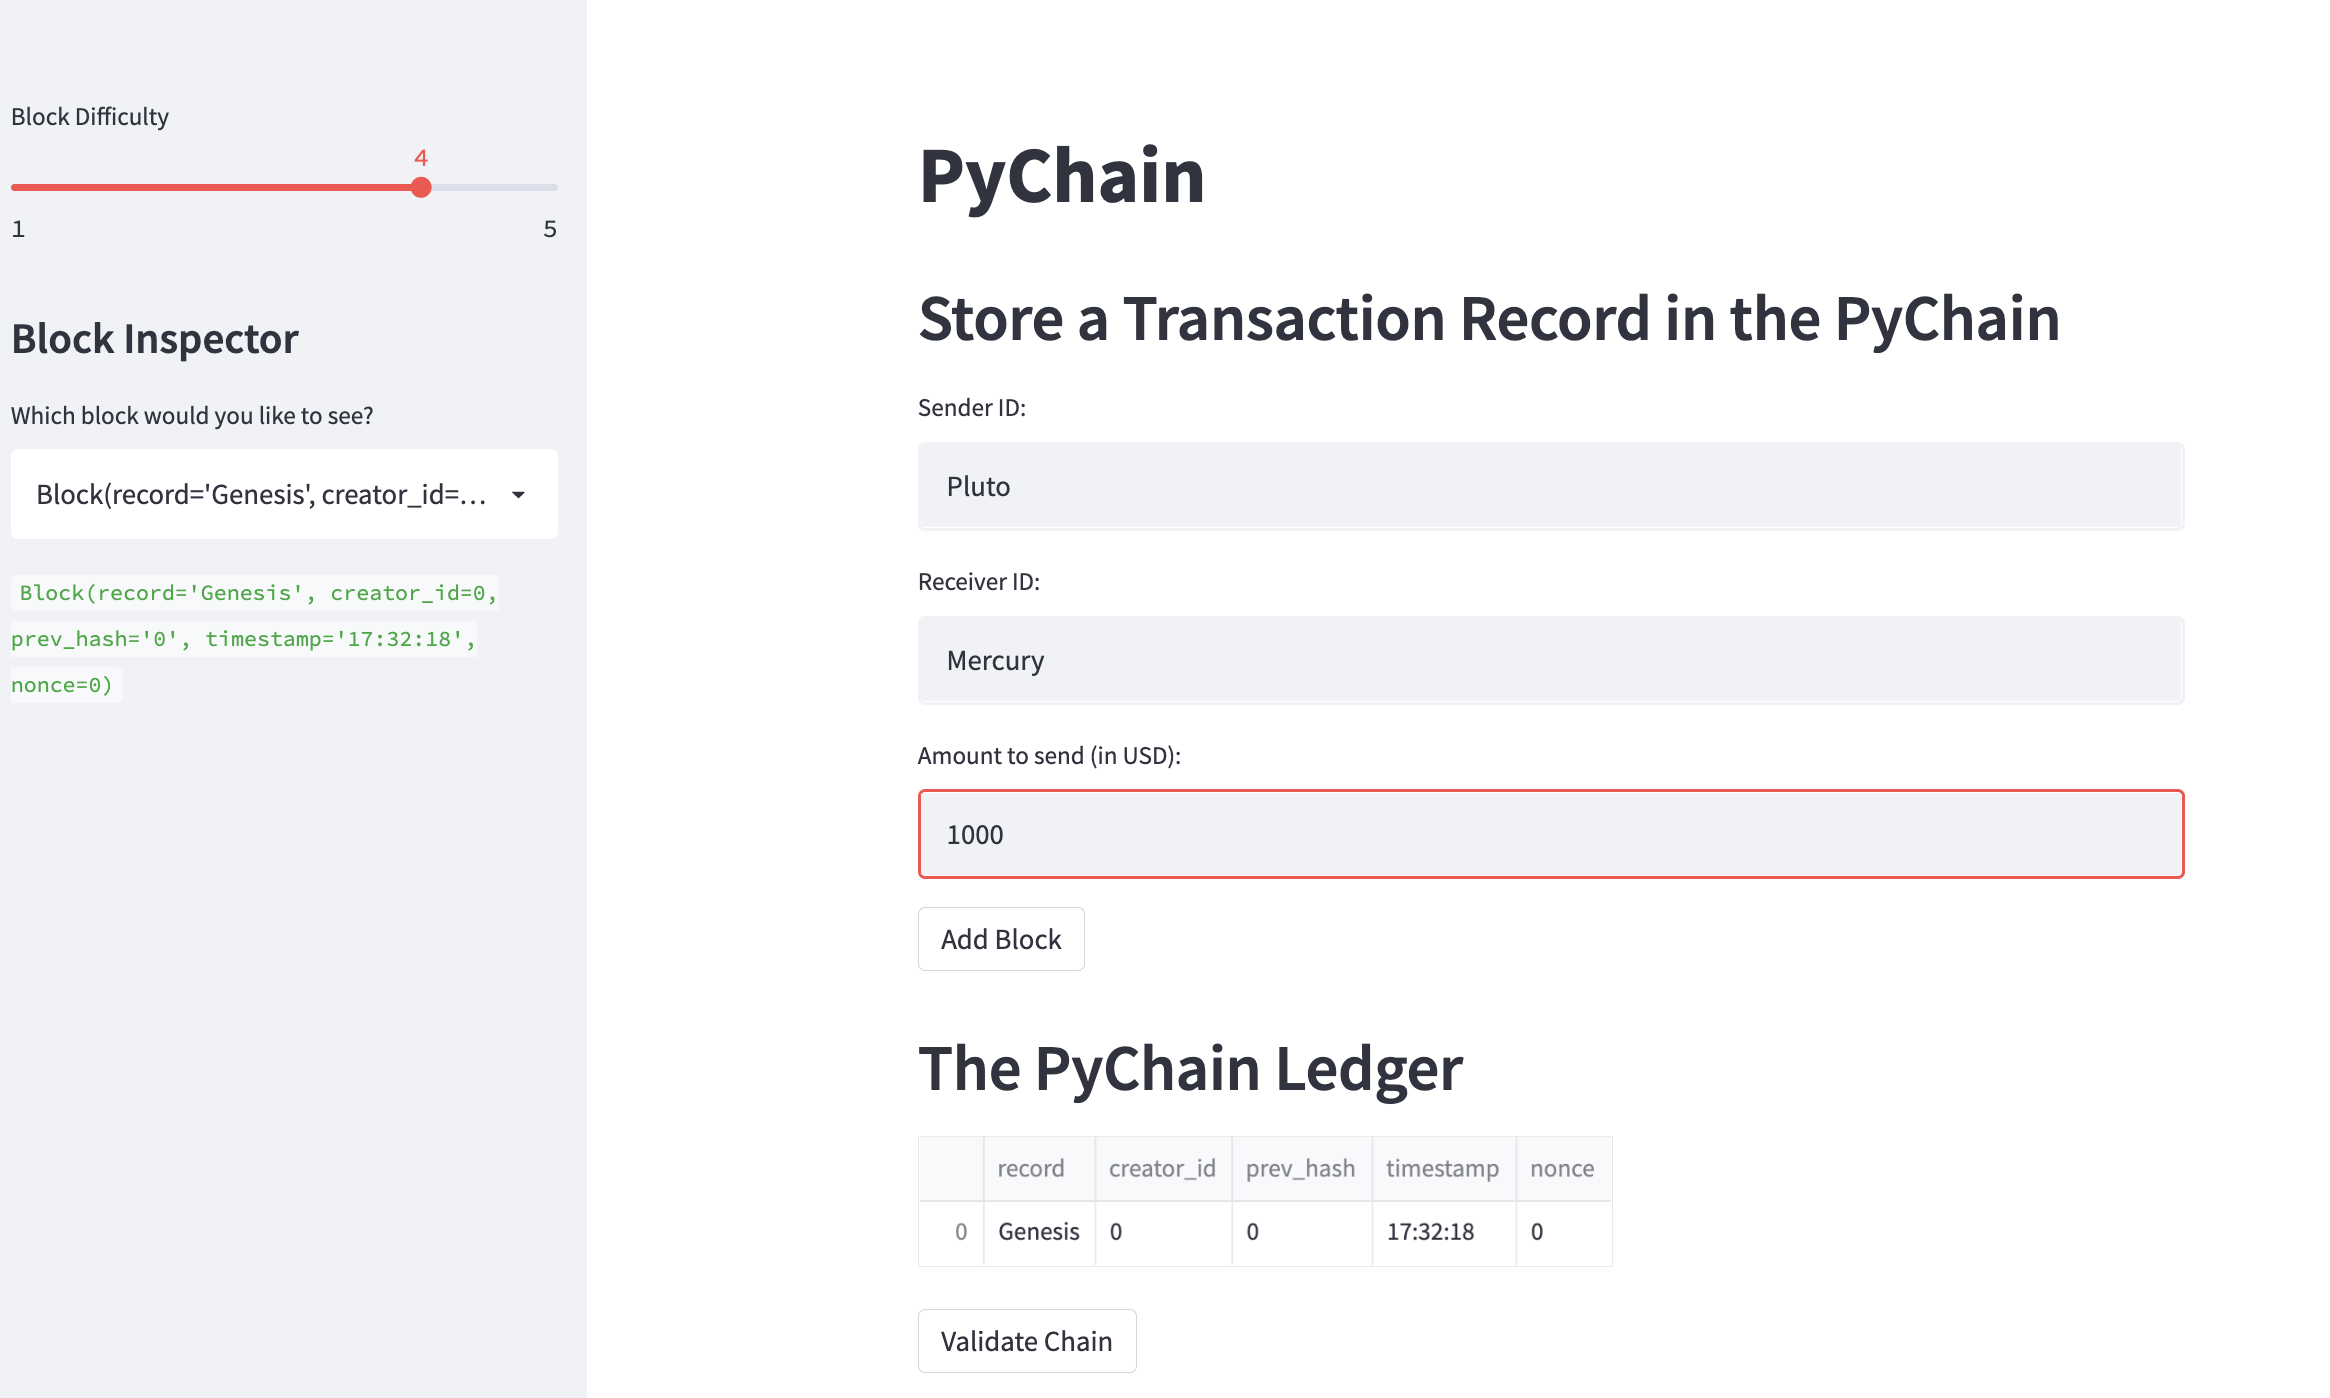 Block Difficulty
4
1 5
Block Inspector
Which block would you like to see?
Block(record='Genesis', creator_id=...
Block(record='Genesis', creator_id=0,
prev_hash='0', timestamp='17:32:18',
nonce=0)
PyChain
Store a Transaction Record in the PyChain
Sender ID:
Pluto
Receiver ID:
Mercury
Amount to send (in USD):
1000
Add Block
The PyChain Ledger
record creator_id prev_hash timestamp nonce
0 Genesis 0 0 17:32:18 0
Validate Chain